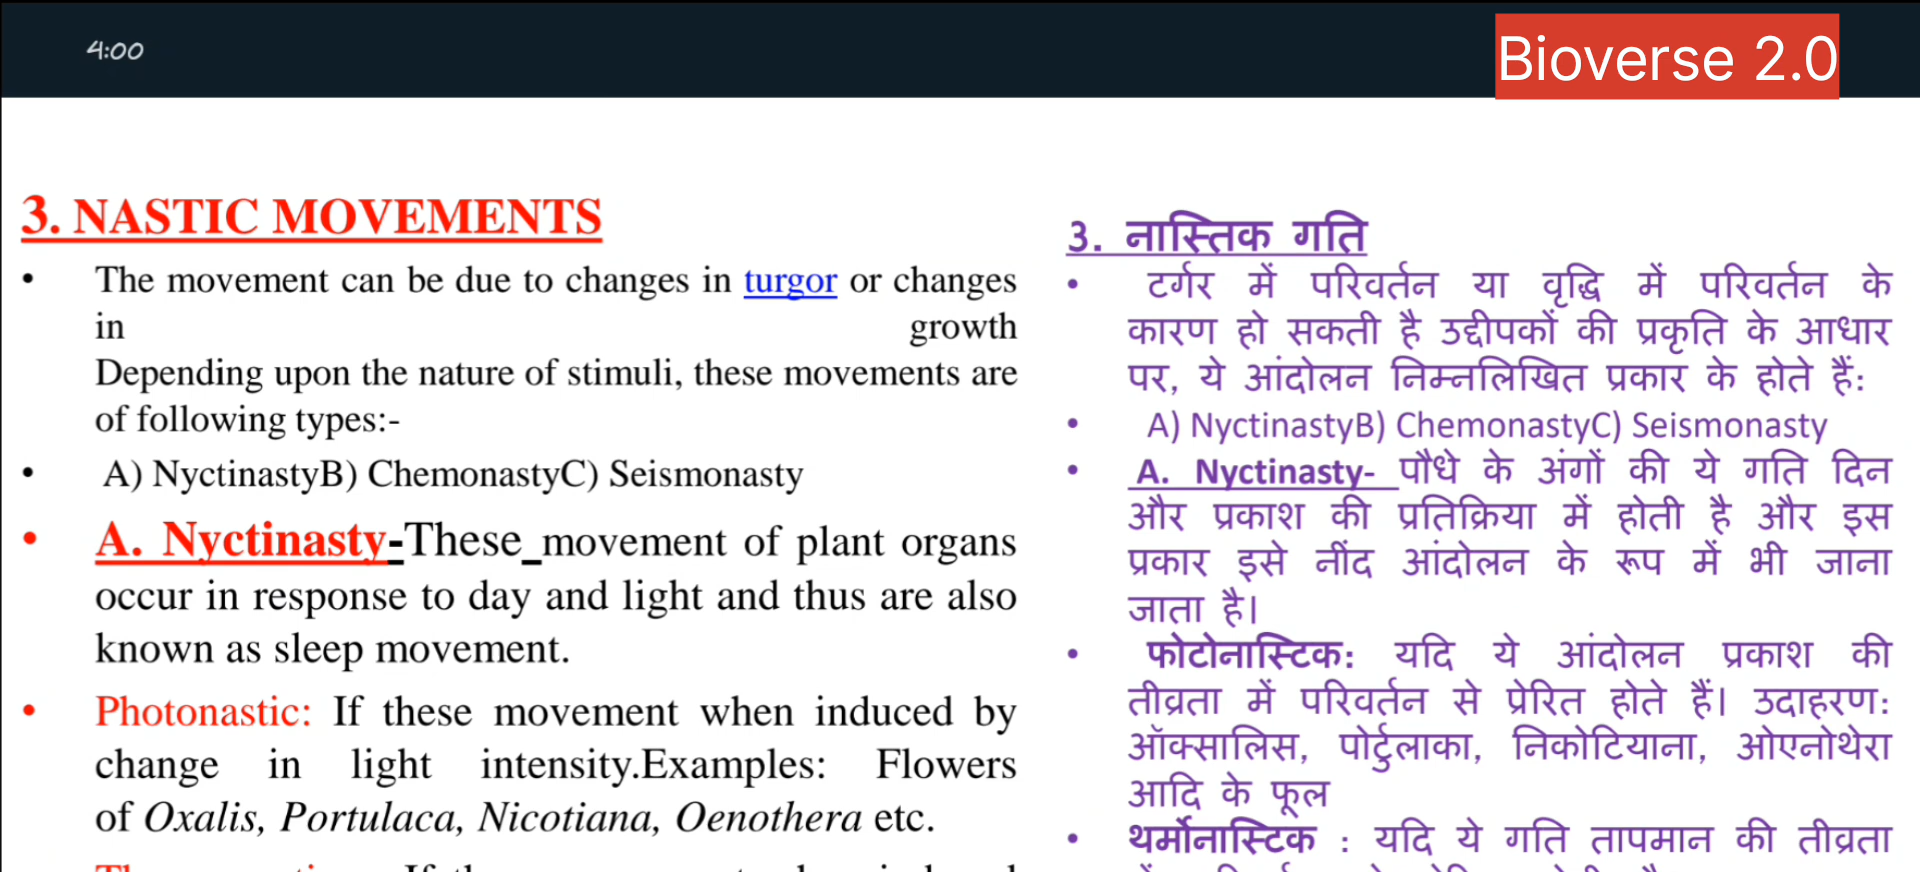 4:00
Bioverse 2.0
3. NASTIC MOVEMENTS
• The movement can be due to changes in turgor or changes
in growth
Depending upon the nature of stimuli, these movements are
of following types:-
• A) NyctinastyB) ChemonastyC) Seismonasty
• A. Nyctinasty-These_movement of plant organs
occur in response to day and light and thus are also
known as sleep movement.
• Photonastic: If these movement when induced by
change in light intensity.Examples: Flowers
of Oxalis, Portulaca, Nicotiana, Oenothera etc.
3. नास्तिक गति
• टर्गर में परिवर्तन या वृद्धि में परिवर्तन के
कारण हो सकती है उद्दीपकों की प्रकृति के आधार
पर, ये आंदोलन निम्नलिखित प्रकार के होते हैं:
• A) NyctinastyB) ChemonastyC) Seismonasty
• A. Nyctinasty- पौधे के अंगों की ये गति दिन
और प्रकाश की प्रतिक्रिया में होती है और इस
प्रकार इसे नींद आंदोलन के रूप में भी जाना
जाता है।
• फोटोनास्टिक: यदि ये आंदोलन प्रकाश की
तीव्रता में परिवर्तन से प्रेरित होते हैं। उदाहरण:
ऑक्सालिस, पोर्टुलाका, निकोटियाना, ओएनोथेरा
आदि के फूल
• थर्मोनास्टिक : यदि ये गति तापमान की तीव्रता